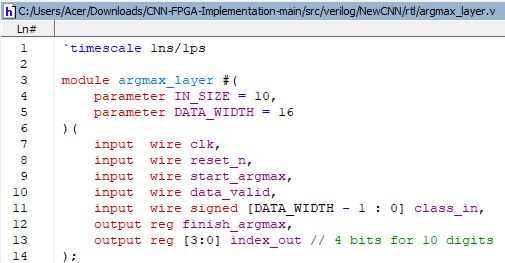 h C:/Users/Acer/Downloads/CNN-FPGA-Implementation-main/src/verilog/NewCNN/rtl/argmax_layer.v
Ln#
1 `timescale 1ns/1ps
2
3 module argmax_layer #(
4 parameter IN_SIZE = 10,
5 parameter DATA_WIDTH = 16
6 )(
7 input  wire clk,
8 input  wire reset_n,
9 input  wire start_argmax,
10 input  wire data_valid,
11 input  wire signed [DATA_WIDTH - 1 : 0] class_in,
12 output reg finish_argmax,
13 output reg [3:0] index_out // 4 bits for 10 digits
14 );